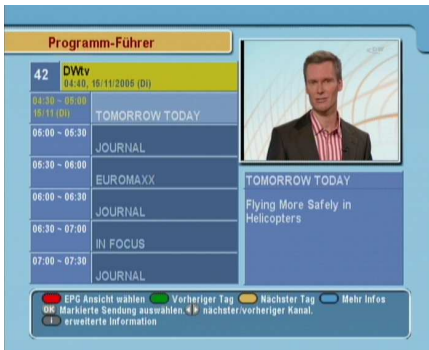 Programm-Führer
42 DWtv
04:40, 15/11/2005 (Di)
04:30 ~ 05:00
15/11 (Di)
TOMORROW TODAY
05:00 ~ 05:30
JOURNAL
05:30 ~ 06:00
EUROMAXX
06:00 ~ 06:30
JOURNAL
06:30 ~ 07:00
IN FOCUS
07:00 ~ 07:30
JOURNAL
TOMORROW TODAY
Flying More Safely in
Helicopters
EPG Ansicht wählen Vorheriger Tag Nächster Tag Mehr Infos
OK Markierte Sendung auswählen. nächster/vorheriger Kanal.
i erweiterte Information